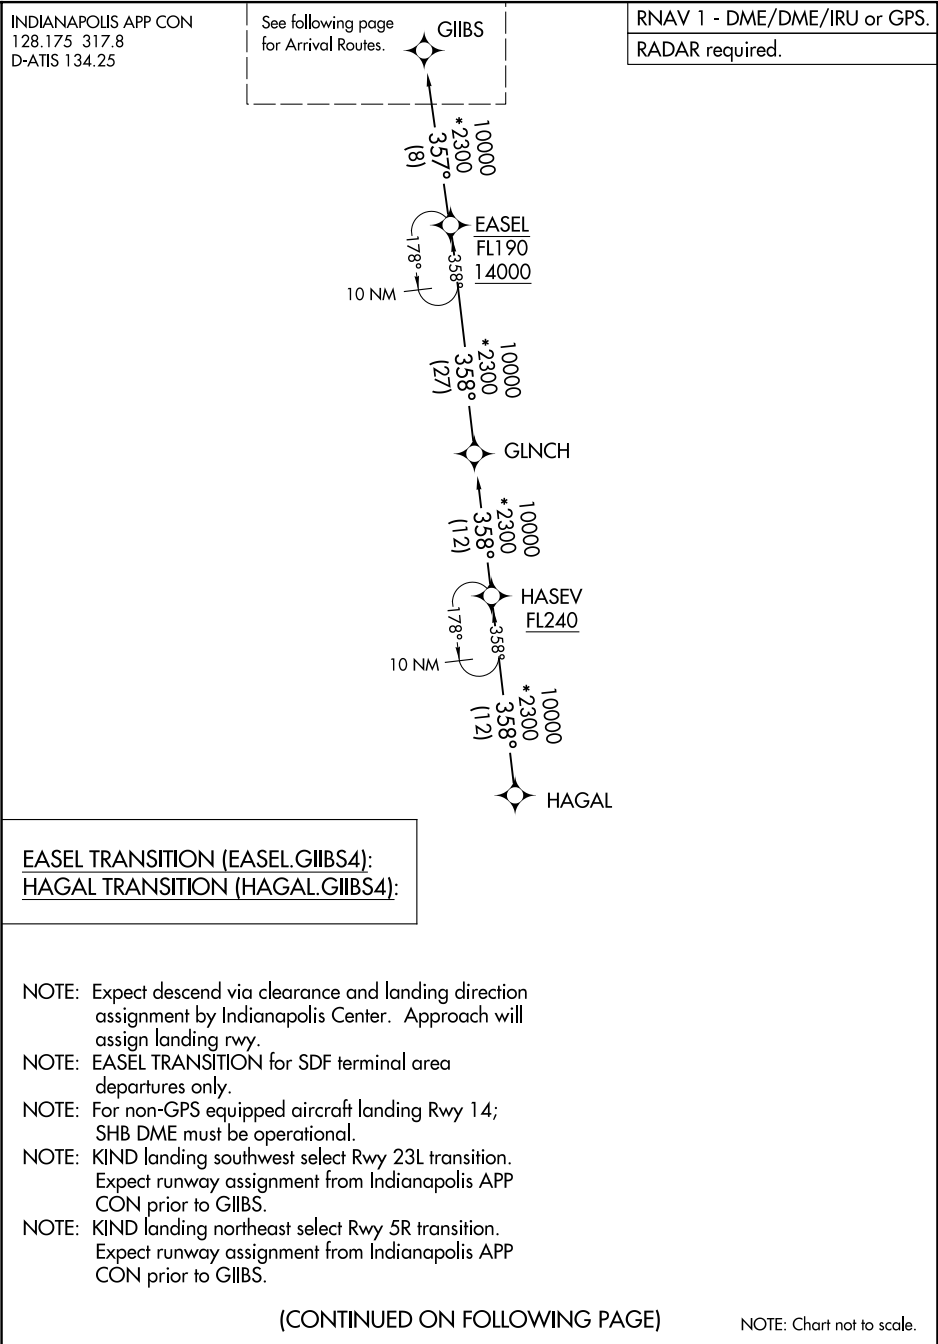 INDIANAPOLIS APP CON
128.175 317.8
D-ATIS 134.25
See following page
for Arrival Routes.
GIIBS
RNAV 1 - DME/DME/IRU or GPS.
RADAR required.
10000
*2300
357°
(8)
EASEL
FL190
14000
178°
358°
10 NM
10000
*2300
358°
(27)
GLNCH
10000
*2300
358°
(12)
HASEV
FL240
178°
358°
10 NM
10000
*2300
358°
(12)
HAGAL
EASEL TRANSITION (EASEL.GIIBS4):
HAGAL TRANSITION (HAGAL.GIIBS4):
NOTE: Expect descend via clearance and landing direction
assignment by Indianapolis Center. Approach will
assign landing rwy.
NOTE: EASEL TRANSITION for SDF terminal area
departures only.
NOTE: For non-GPS equipped aircraft landing Rwy 14;
SHB DME must be operational.
NOTE: KIND landing southwest select Rwy 23L transition.
Expect runway assignment from Indianapolis APP
CON prior to GIIBS.
NOTE: KIND landing northeast select Rwy 5R transition.
Expect runway assignment from Indianapolis APP
CON prior to GIIBS.
(CONTINUED ON FOLLOWING PAGE)
NOTE: Chart not to scale.